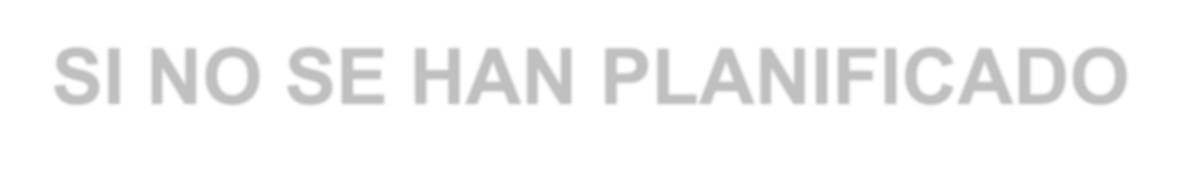 SI NO SE HAN PLANIFICADO